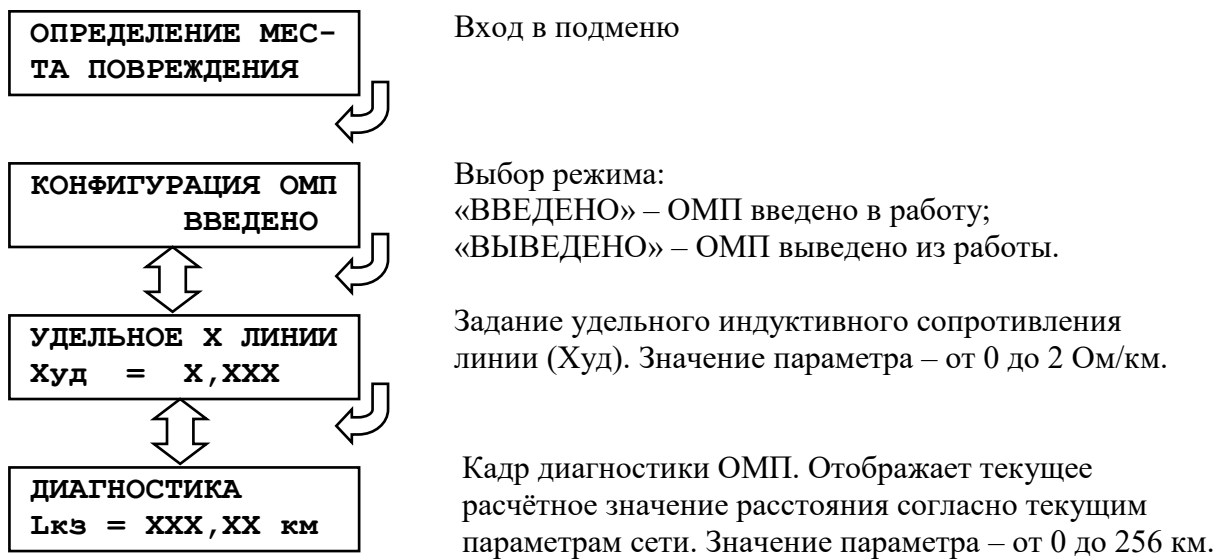 ОПРЕДЕЛЕНИЕ МЕС-
ТА ПОВРЕЖДЕНИЯ
Вход в подменю
КОНФИГУРАЦИЯ ОМП
ВВЕДЕНО
Выбор режима:
«ВВЕДЕНО» – ОМП введено в работу;
«ВЫВЕДЕНО» – ОМП выведено из работы.
УДЕЛЬНОЕ Х ЛИНИИ
Худ = Х,ХХХ
Задание удельного индуктивного сопротивления
линии (Худ). Значение параметра – от 0 до 2 Ом/км.
ДИАГНОСТИКА
Lкз = ХХХ,ХХ км
Кадр диагностики ОМП. Отображает текущее
расчётное значение расстояния согласно текущим
параметрам сети. Значение параметра – от 0 до 256 км.